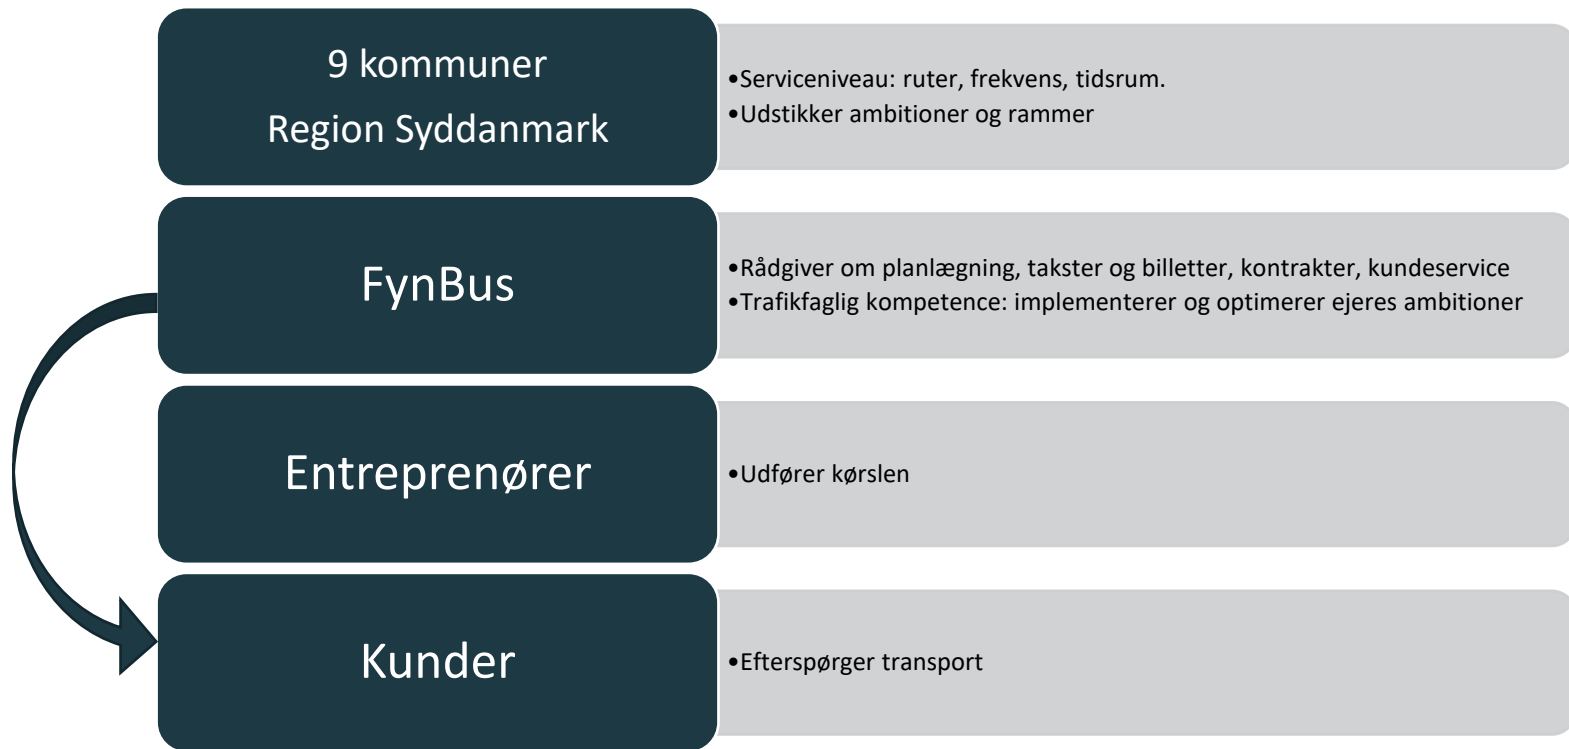 9 kommuner
Region Syddanmark
•Serviceniveau: ruter, frekvens, tidsrum.
•Udstikker ambitioner og rammer
FynBus
•Rådgiver om planlægning, takster og billetter, kontrakter, kundeservice
•Trafikfaglig kompetence: implementerer og optimerer ejeres ambitioner
Entreprenører
•Udfører kørslen
Kunder
•Efterspørger transport